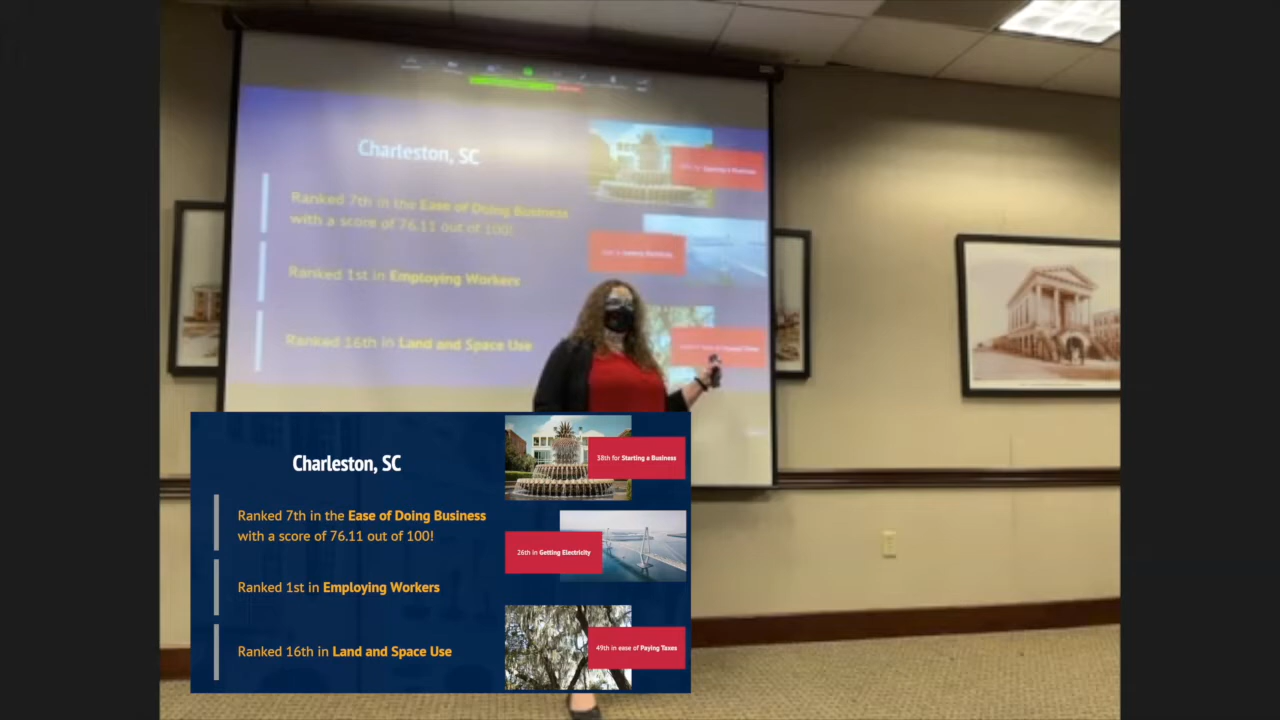 Charleston, SC
Ranked 7th in the Ease of Doing Business
with a score of 76.11 out of 100!
Ranked 1st in Employing Workers
Ranked 16th in Land and Space Use
Charleston, SC
Ranked 7th in the Ease of Doing Business
with a score of 76.11 out of 100!
Ranked 1st in Employing Workers
Ranked 16th in Land and Space Use
38th for Starting a Business
26th in Getting Electricity
49th in ease of Paying Taxes